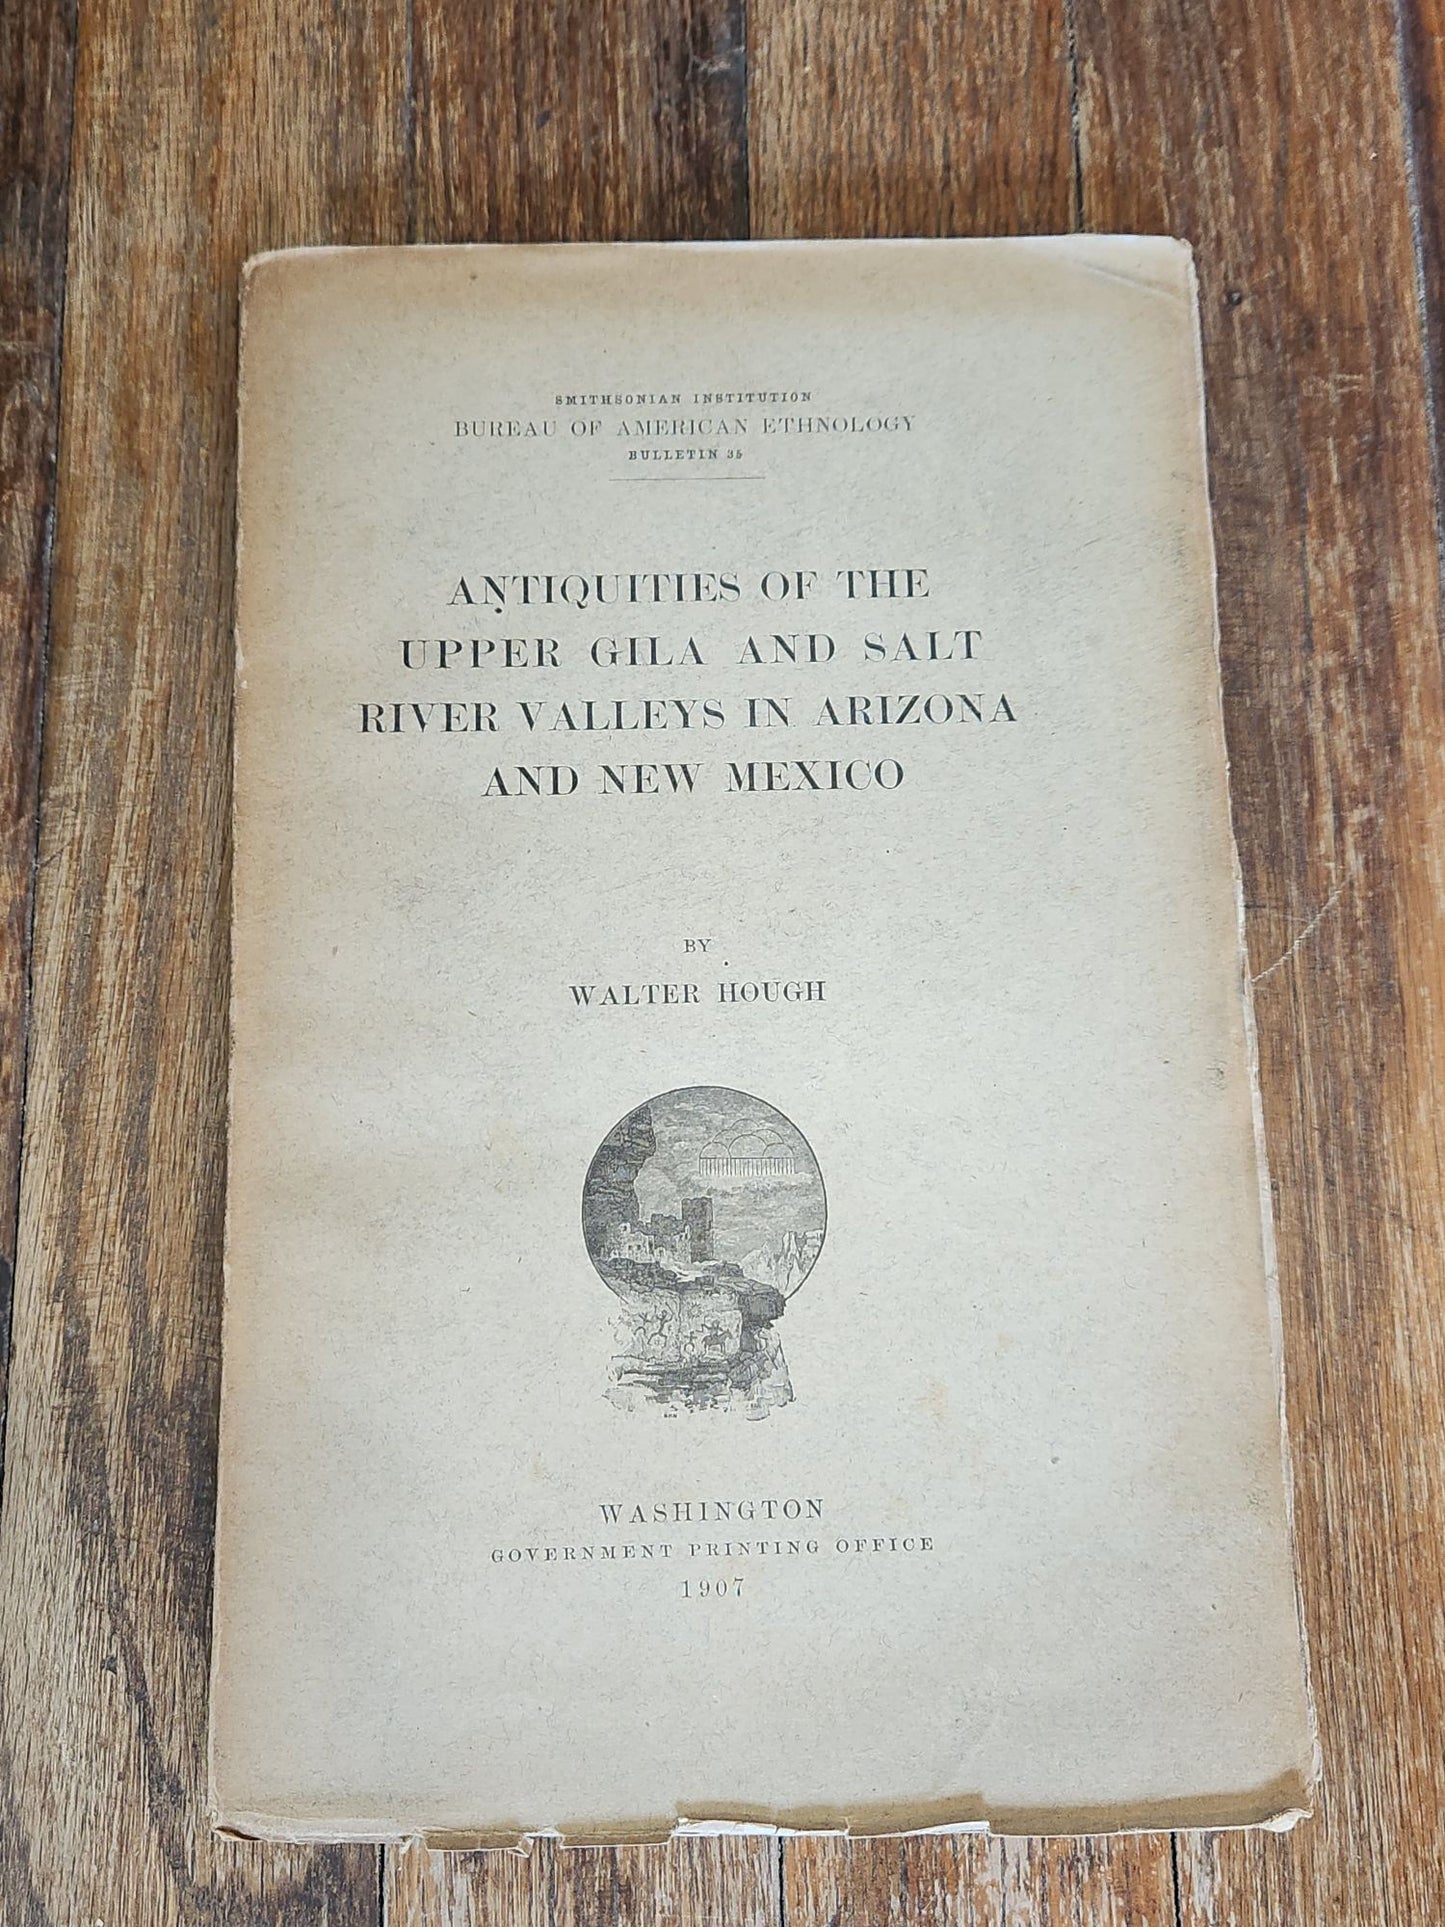 SMITHSONIAN INSTITUTION
BUREAU OF AMERICAN ETHNOLOGY
BULLETIN 35
ANTIQUITIES OF THE
UPPER GILA AND SALT
RIVER VALLEYS IN ARIZONA
AND NEW MEXICO
BY
WALTER HOUGH
WASHINGTON
GOVERNMENT PRINTING OFFICE
1907